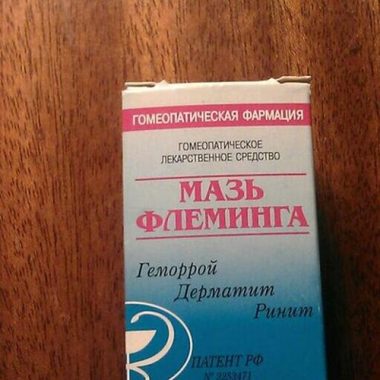 ГОМЕОПАТИЧЕСКАЯ ФАРМАЦИЯ
ГОМЕОПАТИЧЕСКОЕ
ЛЕКАРСТВЕННОЕ СРЕДСТВО
МАЗЬ
ФЛЕМИНГА
Геморрой
Дерматит
Ринит
ПАТЕНТ РФ